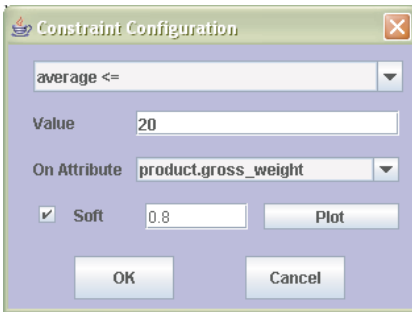 Constraint Configuration
average <=
Value 20
On Attribute product.gross_weight
Soft 0.8 Plot
OK Cancel